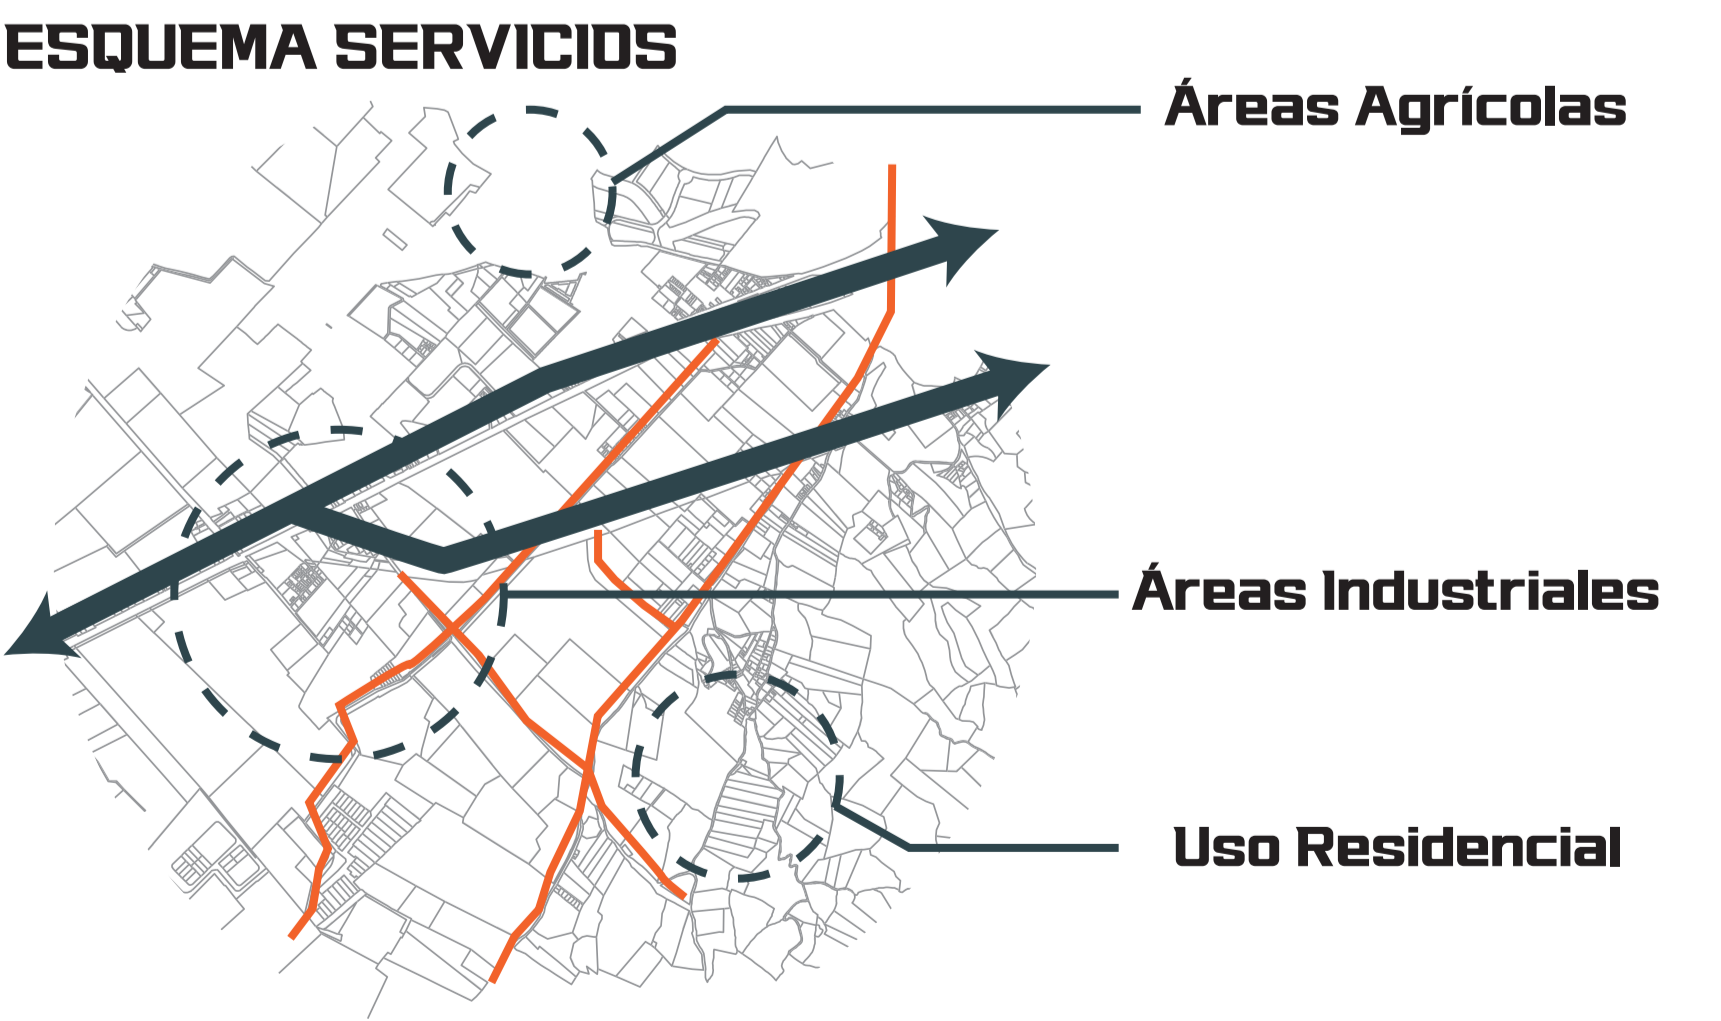 ESQUEMA SERVICIOS
Áreas Agrícolas
Áreas Industriales
Uso Residencial